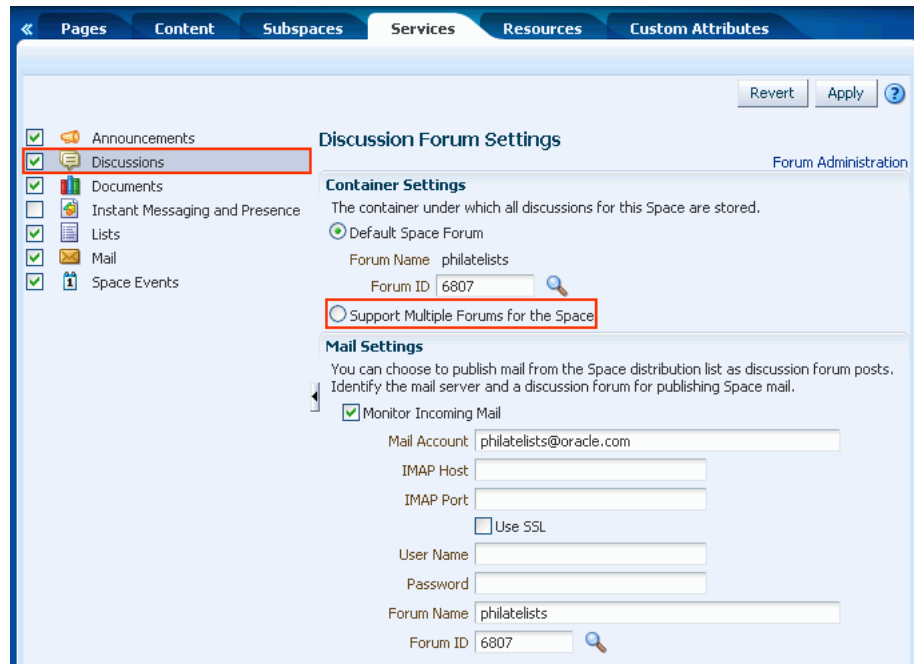 « Pages Content Subspaces Services Resources Custom Attributes
Revert Apply ?
Announcements
Discussions
Documents
Instant Messaging and Presence
Lists
Mail
1 Space Events
Discussion Forum Settings
Forum Administration
Container Settings
The container under which all discussions for this Space are stored.
Default Space Forum
Forum Name philatelists
Forum ID 6807
Support Multiple Forums for the Space
Mail Settings
You can choose to publish mail from the Space distribution list as discussion forum posts.
Identify the mail server and a discussion forum for publishing Space mail.
Monitor Incoming Mail
Mail Account philatelists@oracle.com
IMAP Host
IMAP Port
Use SSL
User Name
Password
Forum Name philatelists
Forum ID 6807